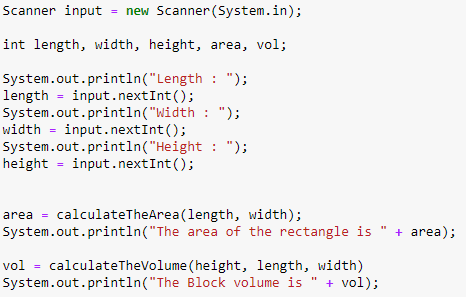 Scanner input = new Scanner(System.in);
int length, width, height, area, vol;
System.out.println("Length : ");
length = input.nextInt();
System.out.println("Width : ");
width = input.nextInt();
System.out.println("Height : ");
height = input.nextInt();
area = calculateTheArea(length, width);
System.out.println("The area of the rectangle is " + area);
vol = calculateTheVolume(height, length, width)
System.out.println("The Block volume is " + vol);